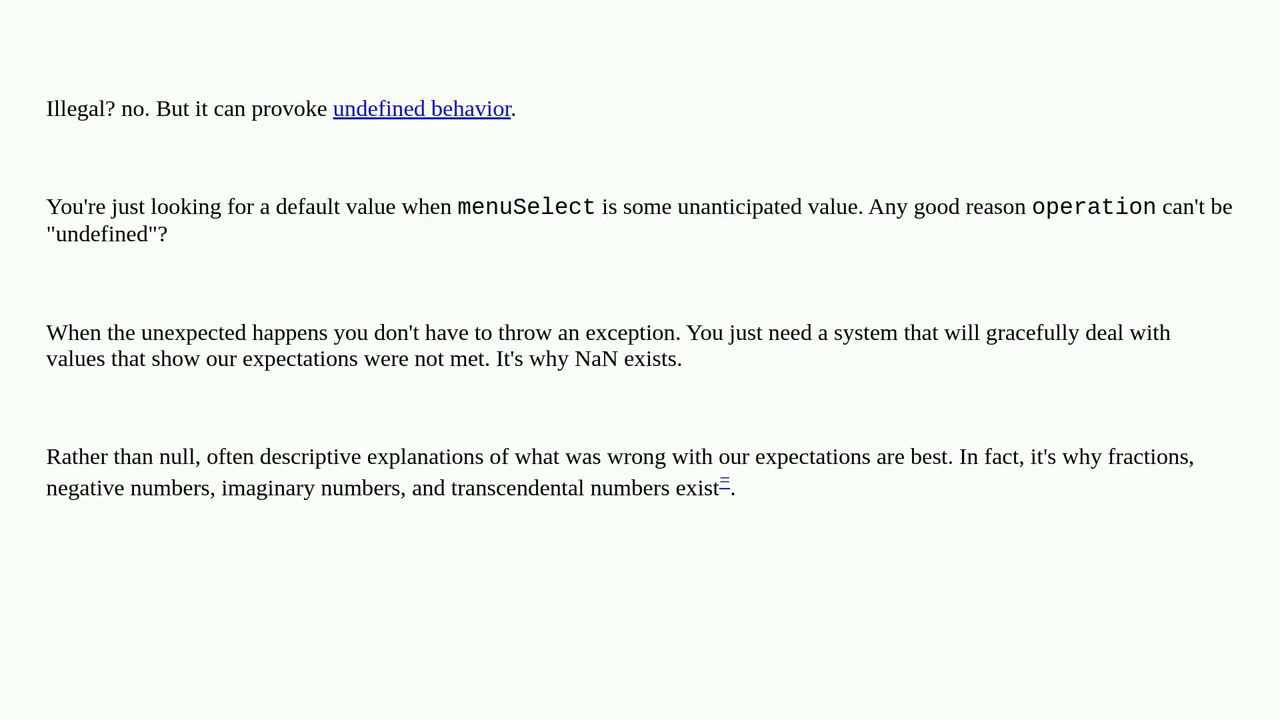 Illegal? no. But it can provoke undefined behavior.
You're just looking for a default value when menuSelect is some unanticipated value. Any good reason operation can't be
"undefined"?
When the unexpected happens you don't have to throw an exception. You just need a system that will gracefully deal with
values that show our expectations were not met. It's why NaN exists.
Rather than null, often descriptive explanations of what was wrong with our expectations are best. In fact, it's why fractions,
negative numbers, imaginary numbers, and transcendental numbers exist=.